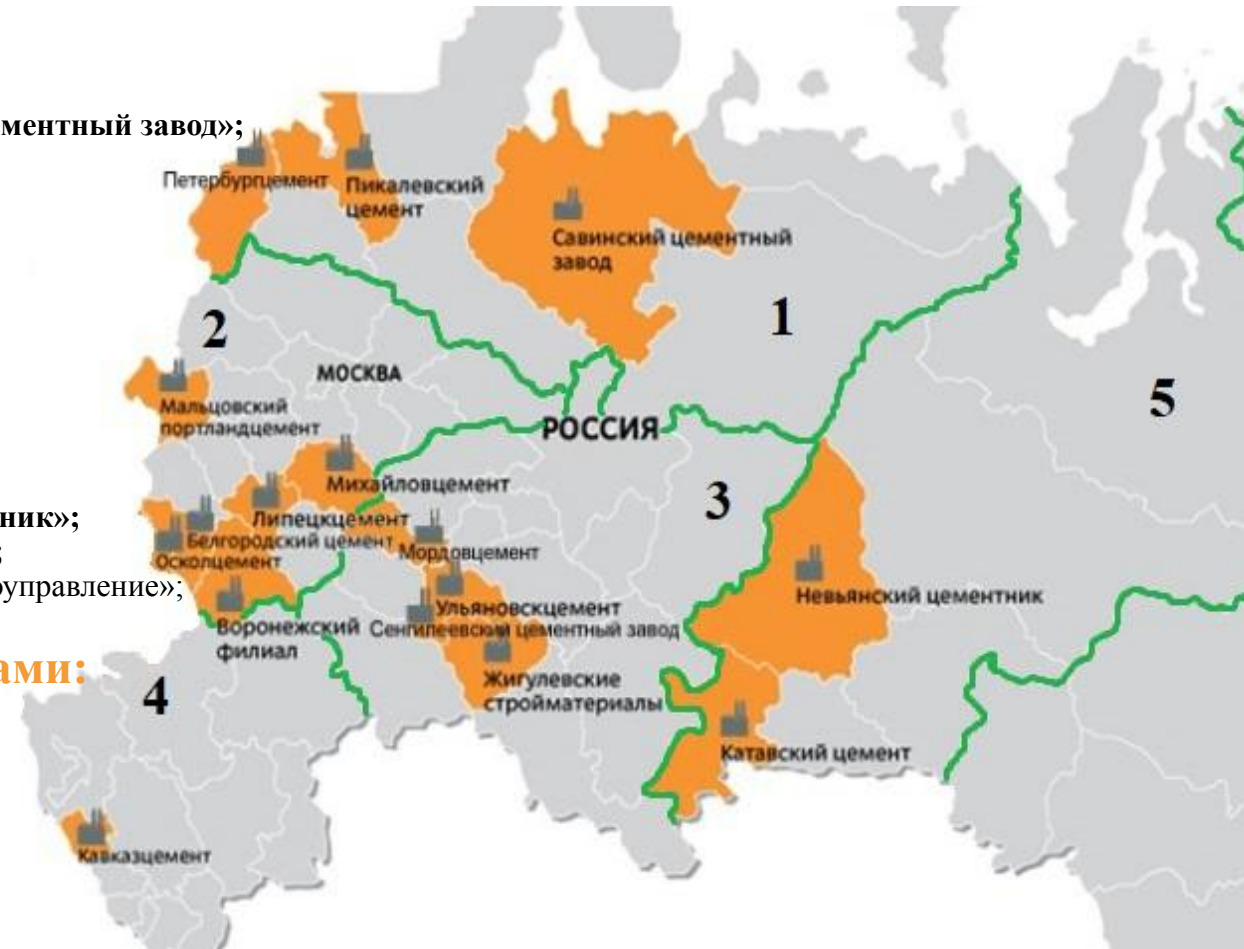 ментный завод»;
Петербургцемент
Пикалевский
цемент
Савинский цементный
завод
1
2
МОСКВА
5
Мальцовский
портландцемент
РОССИЯ
Михайловцемент
3
ник»;
Липецкцемент
;
Белгородский цемент
Мордовцемент
Осколцемент
оуправление»;
Невьянский цементник
Ульяновскцемент
Воронежский
филиал
Сенгилеевский цементный завод
ами:
4
Жигулевские
стройматериалы
Катавский цемент
Кавказцемент